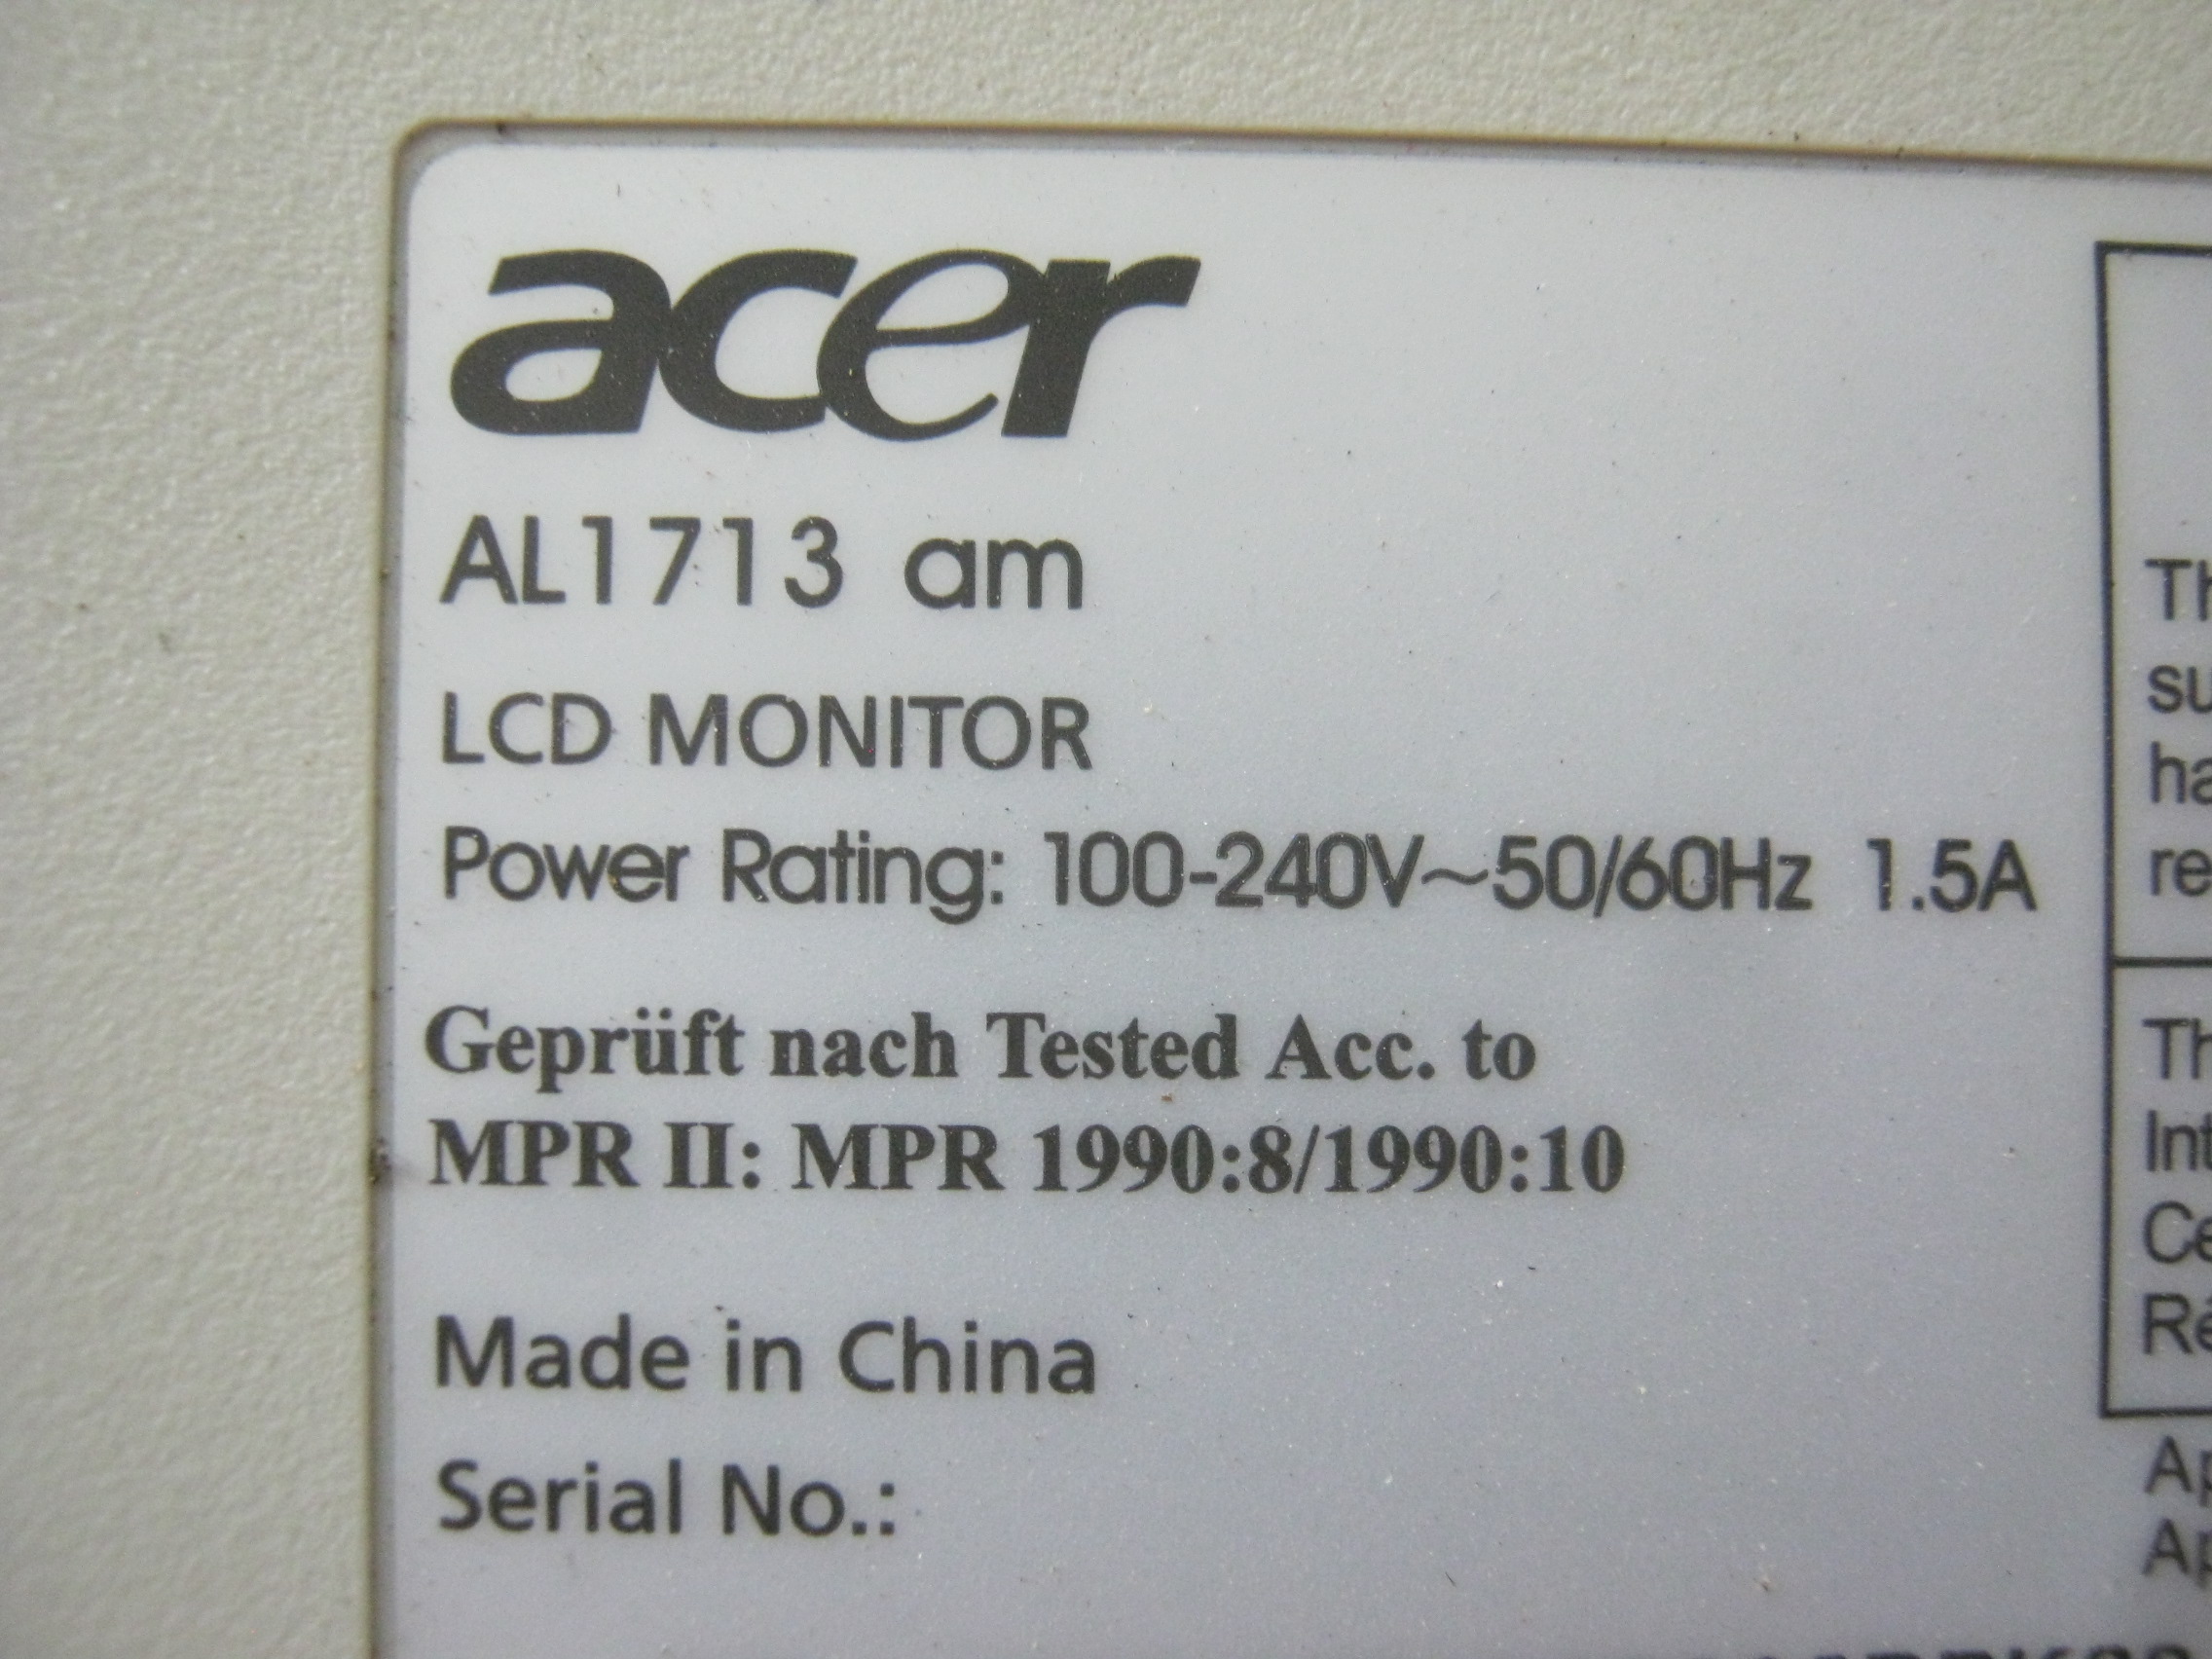 acer
AL1713 am
LCD MONITOR
Power Rating: 100-240V~50/60Hz 1.5A
Geprüft nach Tested Acc. to
MPR II: MPR 1990:8/1990:10
Made in China
Serial No.: